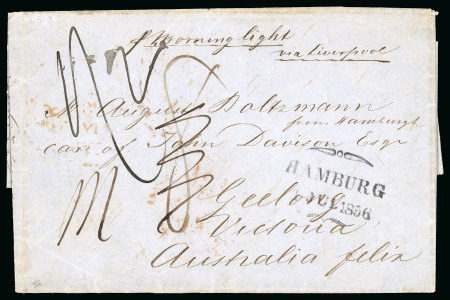 p Morning light
via Liverpool
Mr August Boltzmann
from Hamburgh
care of John Davison Esqr
HAMBURG
1856
Geelong
Victoria
Australia felix